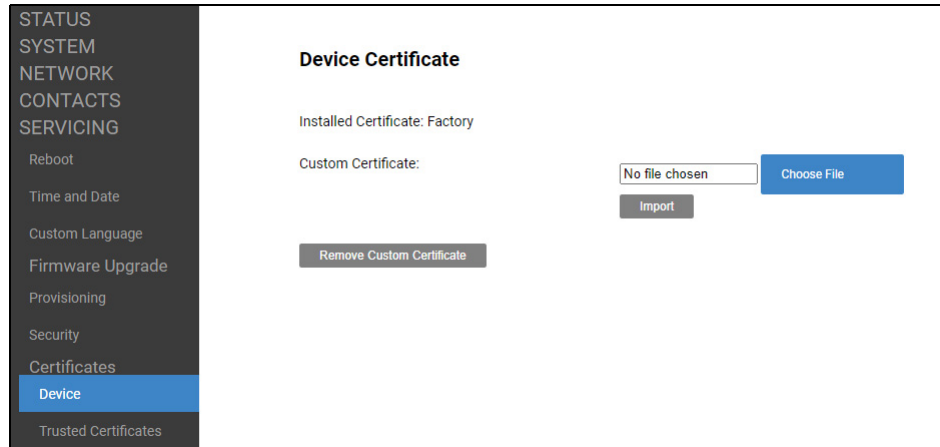 STATUS
SYSTEM
NETWORK
CONTACTS
SERVICING
Reboot
Time and Date
Custom Language
Firmware Upgrade
Provisioning
Security
Certificates
Device
Trusted Certificates
Device Certificate
Installed Certificate: Factory
Custom Certificate:
No file chosen
Choose File
Import
Remove Custom Certificate